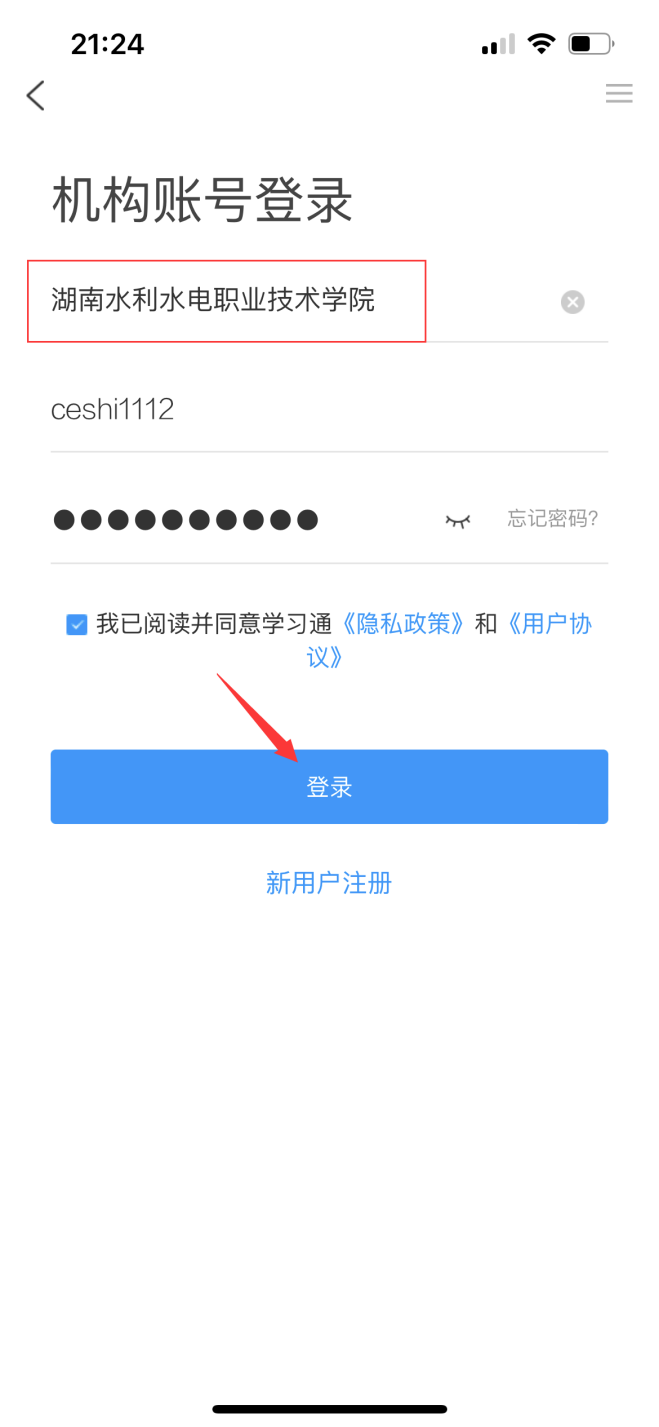 21:24
机构账号登录
湖南水利水电职业技术学院
ceshi1112
忘记密码?
我已阅读并同意学习通《隐私政策》和《用户协
议》
登录
新用户注册